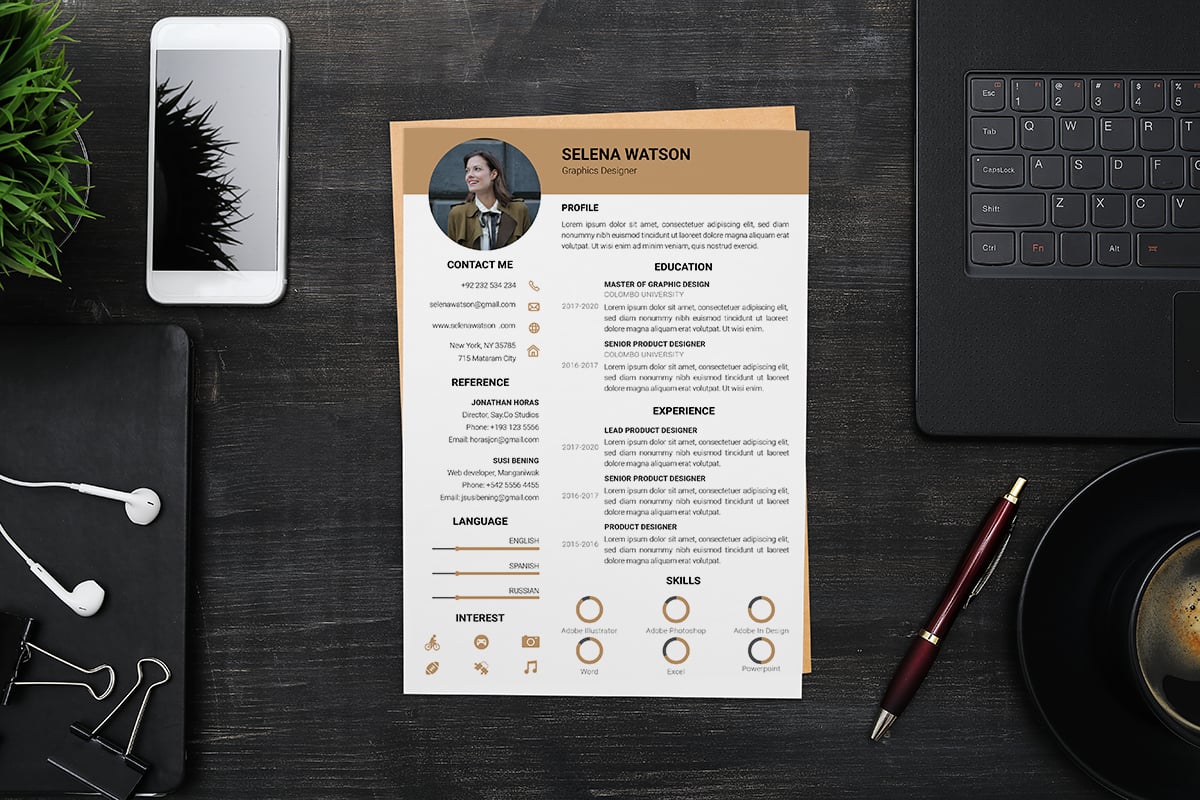 SELENA WATSON
Graphics Designer
PROFILE
Lorem ipsum dolor sit amet, consectetuer adipiscing elit, sed diam
nonummy nibh euismod tincidunt ut laoreet dolore magna aliquam erat
volutpat. Ut wisi enim ad minim veniam, quis nostrud exercid.
CONTACT ME
+92 232 534 234
selenawatson@gmail.com
www.selenawatson .com
New York, NY 35785
715 Mataram City
REFERENCE
JONATHAN HORAS
Director, Say.Co Studios
Phone: +193 123 5566
Email: horasjon@gmail.com
SUSI BENING
Web developer, Manganiwak
Phone: +542 5556 4455
Email: jsusibening@gmail.com
LANGUAGE
ENGLISH
SPANISH
RUSSIAN
INTEREST
EDUCATION
MASTER OF GRAPHIC DESIGN
COLOMBO UNIVERSITY
2017-2020
Lorem ipsum dolor sit amet, consectetuer adipiscing elit,
sed diam nonummy nibh euismod tincidunt ut laoreet
dolore magna aliquam erat volutpat. Ut wisi enim.
SENIOR PRODUCT DESIGNER
COLOMBO UNIVERSITY
2016-2017
Lorem ipsum dolor sit amet, consectetuer adipiscing elit,
sed diam nonummy nibh euismod tincidunt ut laoreet
dolore magna aliquam erat volutpat. Ut wisi enim.
EXPERIENCE
LEAD PRODUCT DESIGNER
2017-2020
Lorem ipsum dolor sit amet, consectetuer adipiscing elit,
sed diam nonummy nibh euismod tincidunt ut laoreet
dolore magna aliquam erat volutpat.
SENIOR PRODUCT DESIGNER
2016-2017
Lorem ipsum dolor sit amet, consectetuer adipiscing elit,
sed diam nonummy nibh euismod tincidunt ut laoreet
dolore magna aliquam erat volutpat.
PRODUCT DESIGNER
2015-2016
Lorem ipsum dolor sit amet, consectetuer adipiscing elit,
sed diam nonummy nibh euismod tincidunt ut laoreet
dolore magna aliquam erat volutpat.
SKILLS
Adobe Illustrator Adobe Photoshop Adobe In Design
Word Excel Powerpoint
Esc ! 1 @ F2 2 # F3 3 $ F4 4 % 5
Tab Q W E R T
CapsLock A S D F G
Shift Z X C V
Ctrl Fn Alt